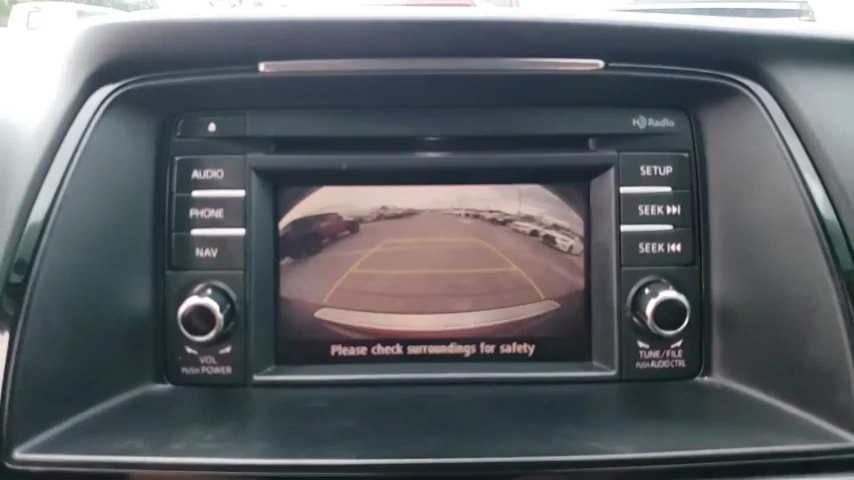 HD Radio
AUDIO
PHONE
NAV
VOL
PUSH POWER
SETUP
SEEK
SEEK
TUNE/FILE
PUSH AUDIO CTRL
Please check surroundings for safety